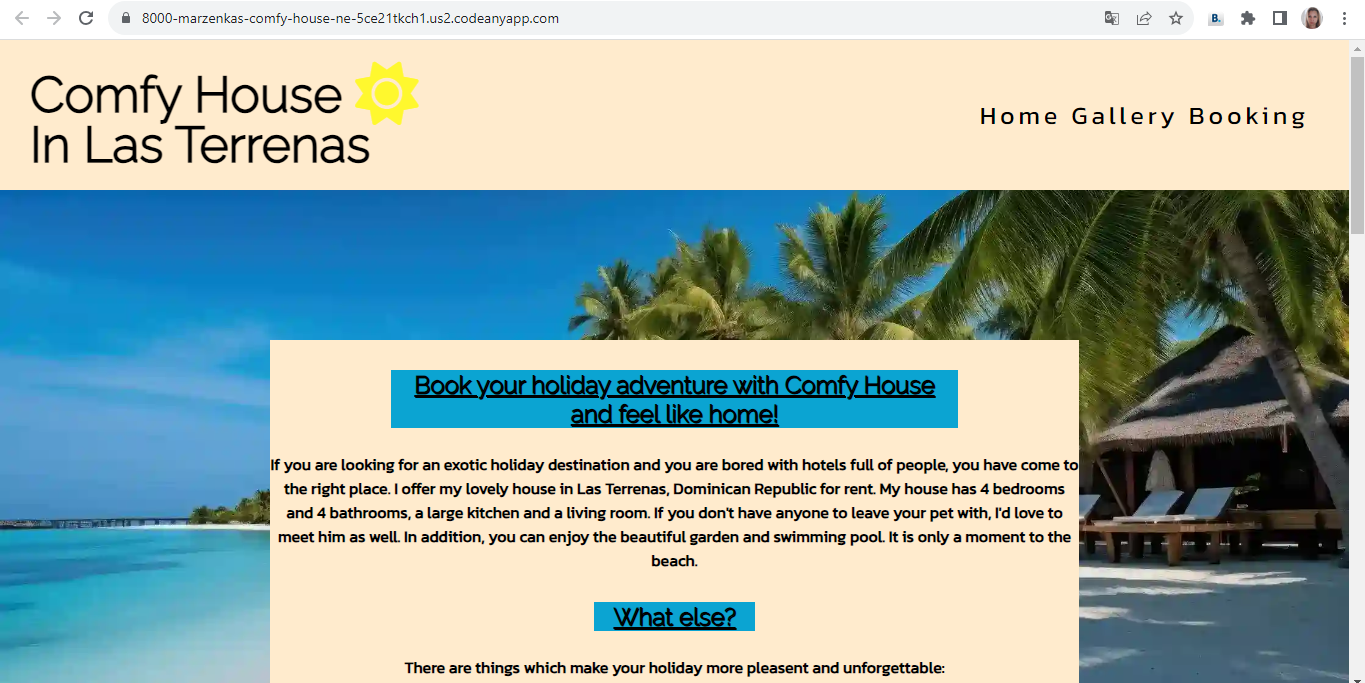 8000-marzenkas-comfy-house-ne-5ce21tkch1.us2.codeanyapp.com
B.
Comfy House
In Las Terrenas
Home Gallery Booking
Book your holiday adventure with Comfy House
and feel like home!
If you are looking for an exotic holiday destination and you are bored with hotels full of people, you have come to
the right place. I offer my lovely house in Las Terrenas, Dominican Republic for rent. My house has 4 bedrooms
and 4 bathrooms, a large kitchen and a living room. If you don't have anyone to leave your pet with, I'd love to
meet him as well. In addition, you can enjoy the beautiful garden and swimming pool. It is only a moment to the
beach.
What else?
There are things which make your holiday more pleasent and unforgettable: